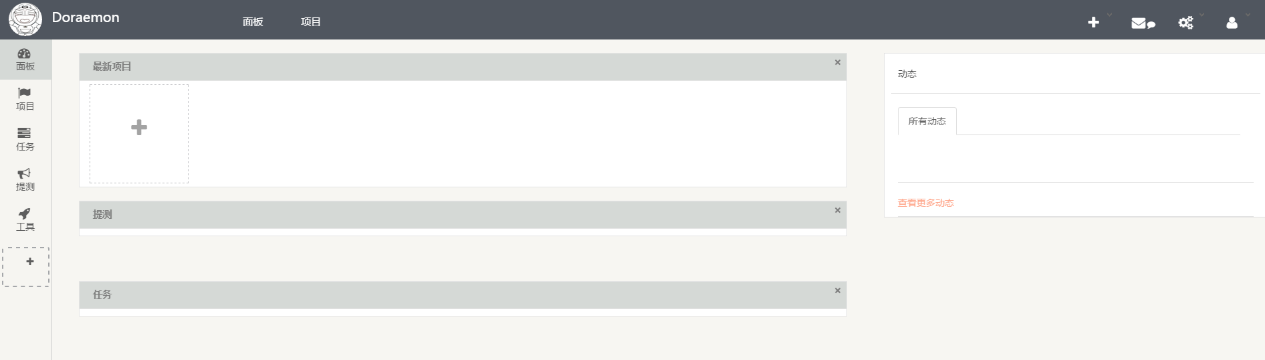 Doraemon
面板
项目
面板
项目
任务
提测
工具
最新项目
提测
任务
动态
所有动态
查看更多动态